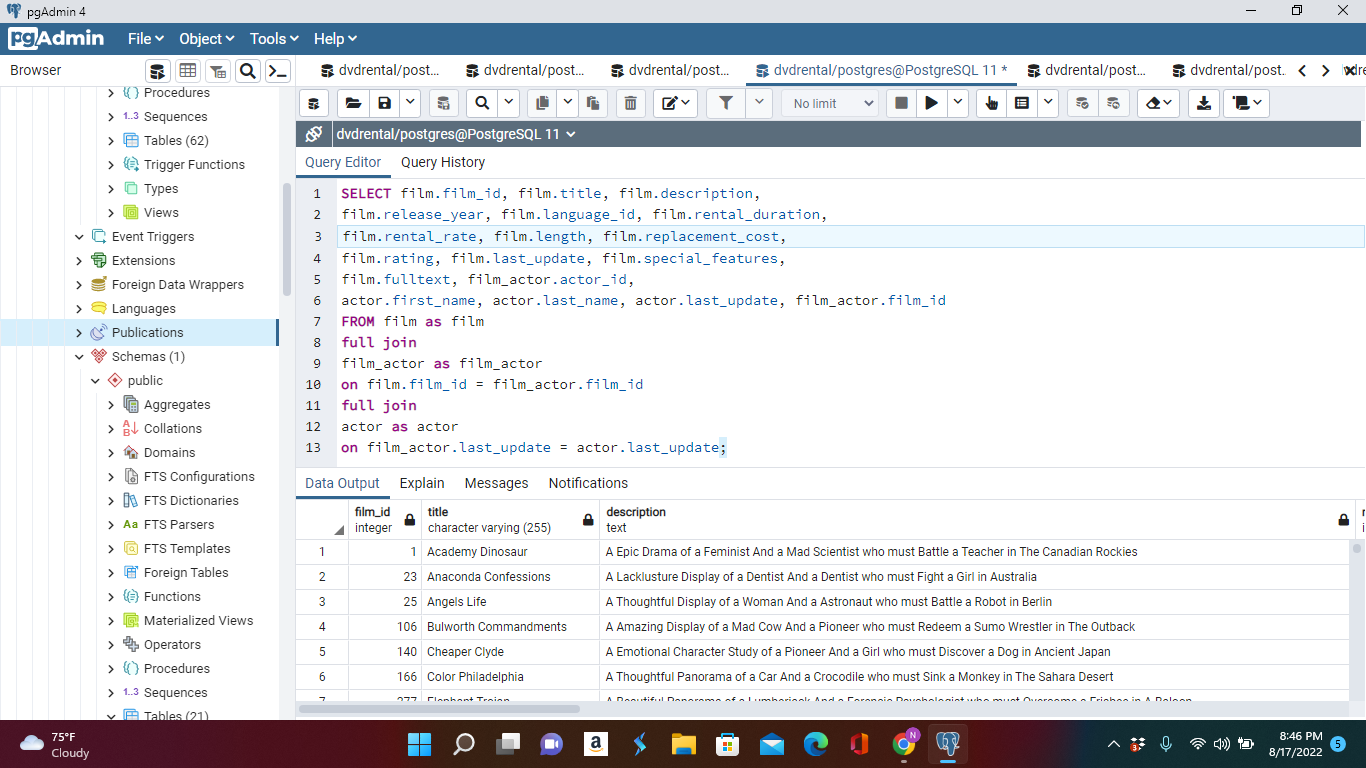 pgAdmin 4
pgAdmin File Object Tools Help
Browser
dvdrental/post... dvdrental/post... dvdrental/post... dvdrental/postgres@PostgreSQL 11 * dvdrental/post... dvdrental/post.
No limit
dvdrental/postgres@PostgreSQL 11
Query Editor Query History
Procedures
1..3 Sequences
Tables (62)
Trigger Functions
Types
Views
Event Triggers
Extensions
Foreign Data Wrappers
Languages
Publications
Schemas (1)
public
Aggregates
Collations
Domains
FTS Configurations
FTS Dictionaries
Aa FTS Parsers
FTS Templates
Foreign Tables
Functions
Materialized Views
Operators
Procedures
1..3 Sequences
Tables (21)
1 SELECT film.film_id, film.title, film.description,
2 film.release_year, film.language_id, film.rental_duration,
3 film.rental_rate, film.length, film.replacement_cost,
4 film.rating, film.last_update, film.special_features,
5 film.fulltext, film_actor.actor_id,
6 actor.first_name, actor.last_name, actor.last_update, film_actor.film_id
7 FROM film as film
8 full join
9 film_actor as film_actor
10 on film.film_id = film_actor.film_id
11 full join
12 actor as actor
13 on film_actor.last_update = actor.last_update;
Data Output Explain Messages Notifications
film_id title description
integer character varying (255) text
1 1 Academy Dinosaur A Epic Drama of a Feminist And a Mad Scientist who must Battle a Teacher in The Canadian Rockies
2 23 Anaconda Confessions A Lacklusture Display of a Dentist And a Dentist who must Fight a Girl in Australia
3 25 Angels Life A Thoughtful Display of a Woman And a Astronaut who must Battle a Robot in Berlin
4 106 Bulworth Commandments A Amazing Display of a Mad Cow And a Pioneer who must Redeem a Sumo Wrestler in The Outback
5 140 Cheaper Clyde A Emotional Character Study of a Pioneer And a Girl who must Discover a Dog in Ancient Japan
6 166 Color Philadelphia A Thoughtful Panorama of a Car And a Crocodile who must Sink a Monkey in The Sahara Desert
7 277 Elephant Trojan A Beautiful Panorama of a Lumberjack And a Forensic Psychologist who must Overcome a Frisbee in A Baloon
75°F
Cloudy
a
N
8:46 PM
8/17/2022
5